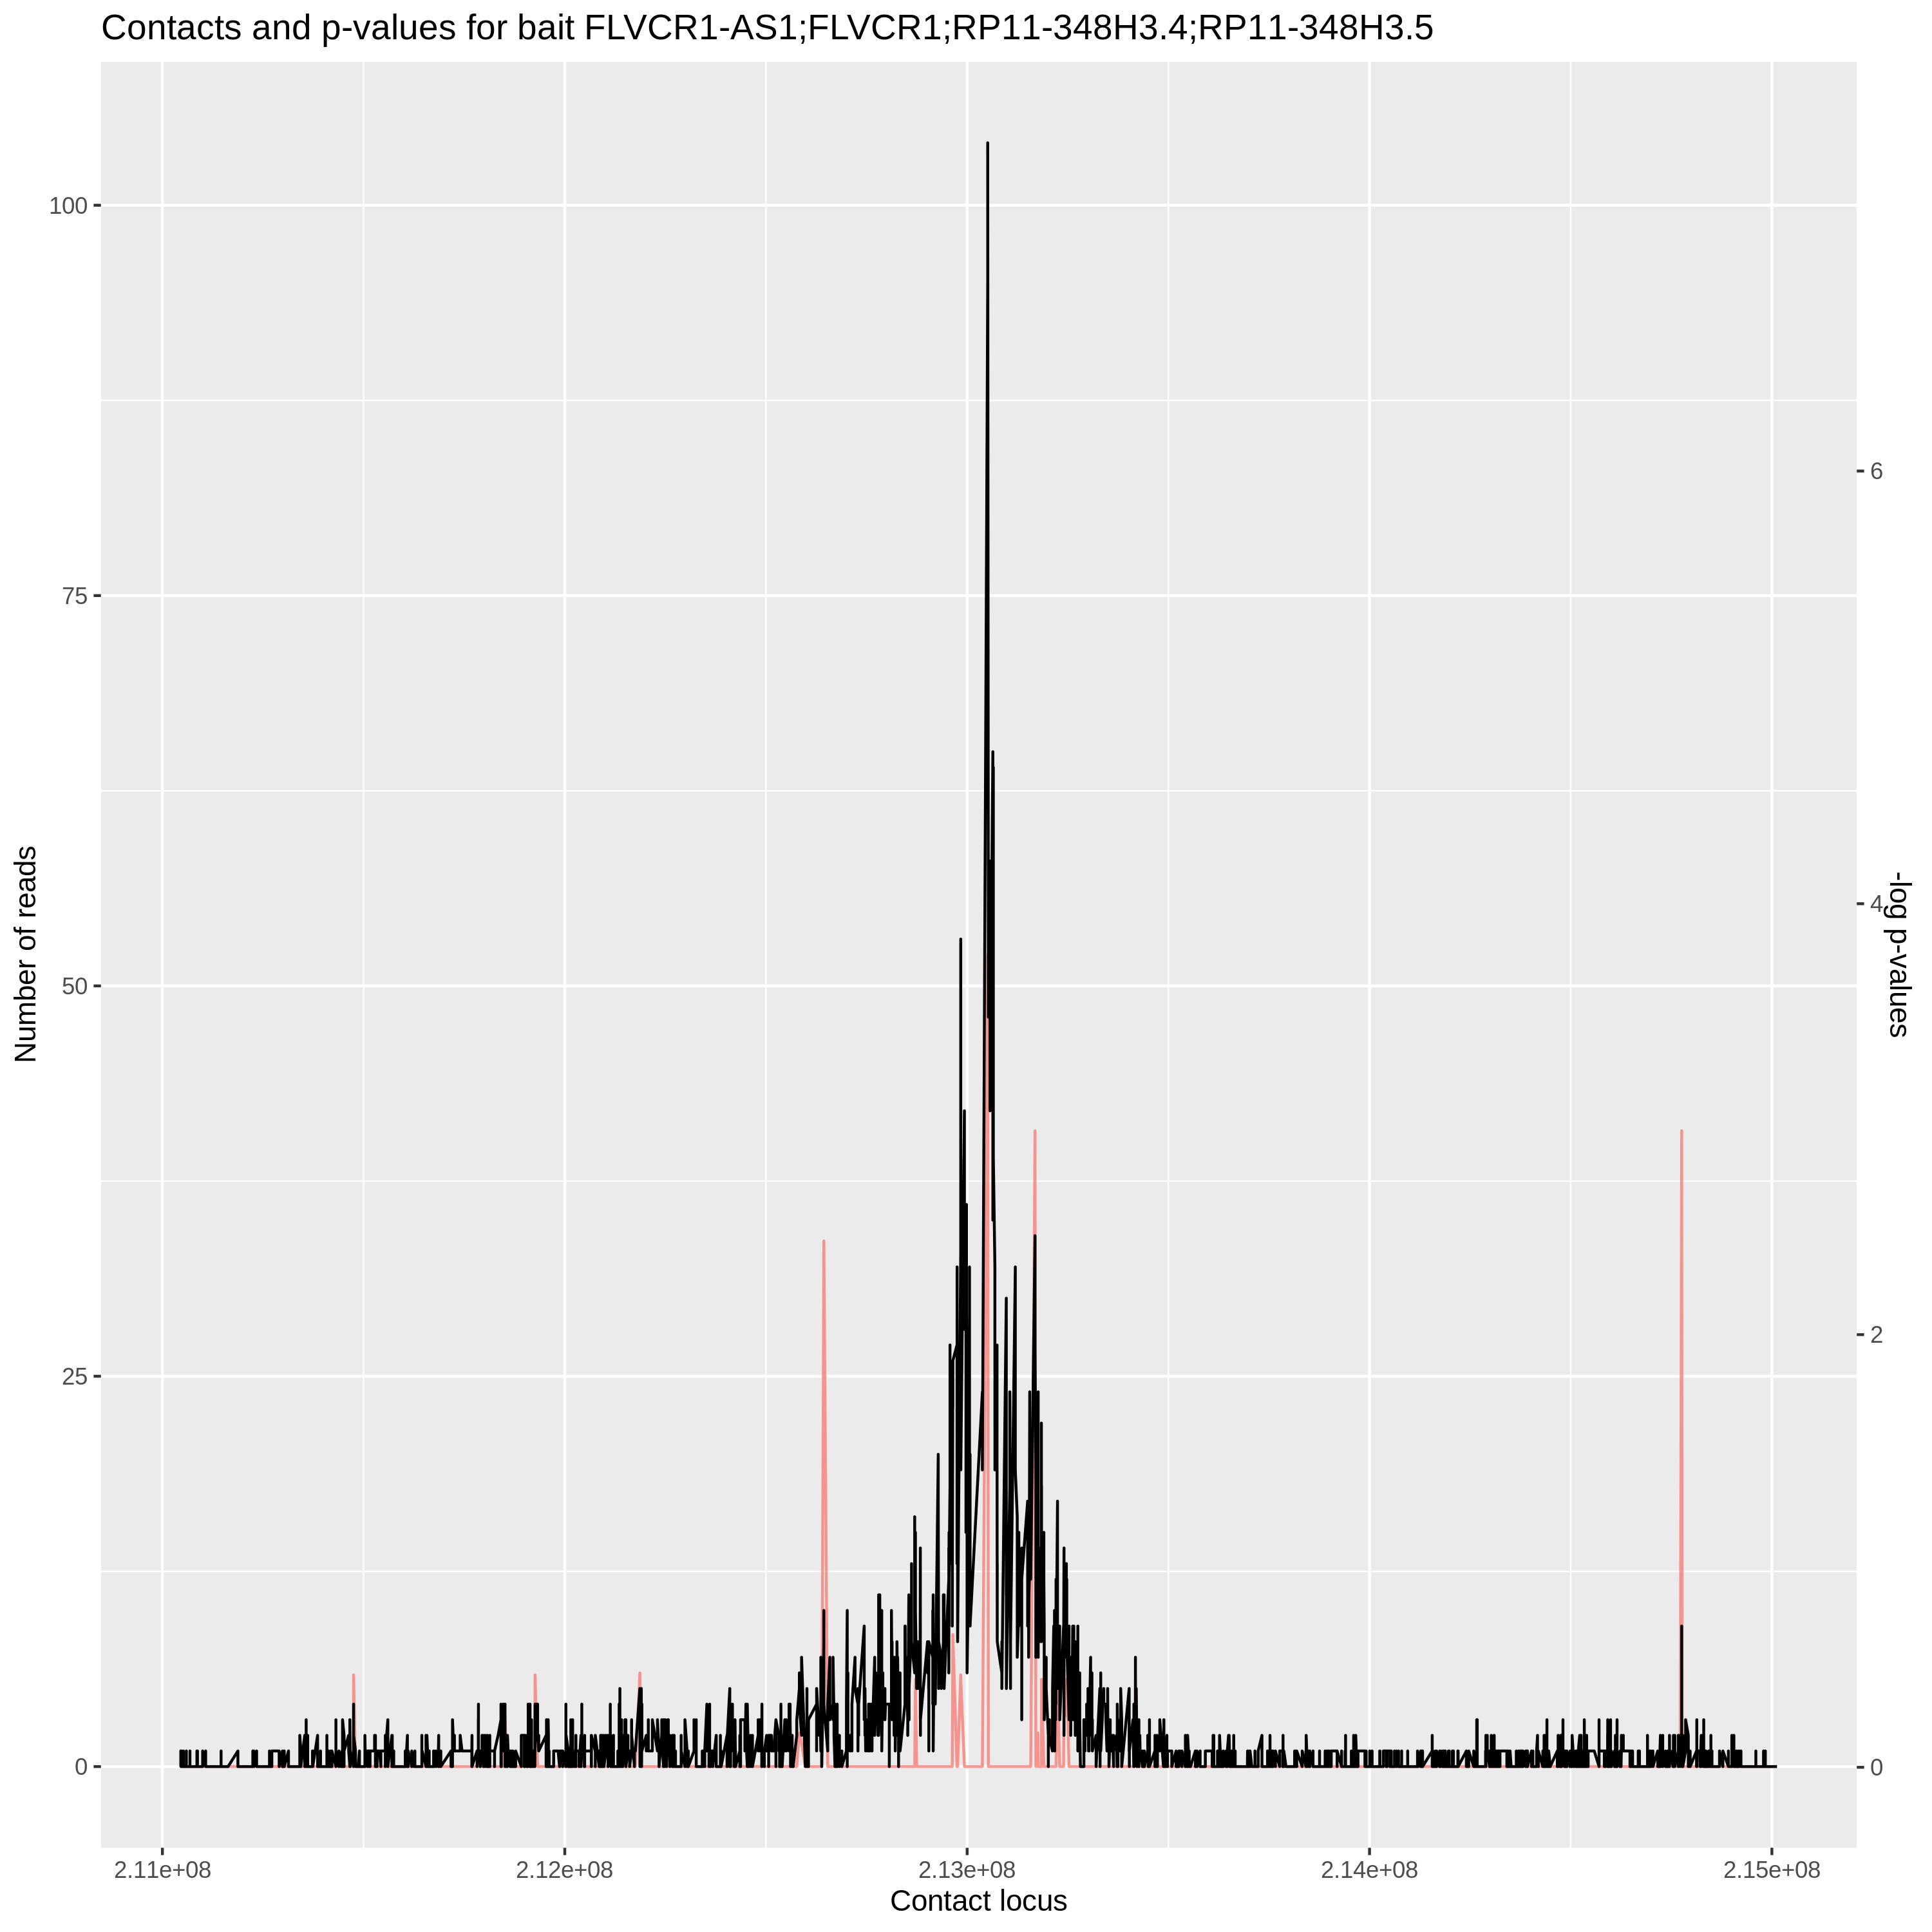 Contacts and p-values for bait FLVCR1-AS1;FLVCR1;RP11-348H3.4;RP11-348H3.5
100
75
50
25
0
Number of reads
6
4
2
0
-log p-values
2.11e+08 2.12e+08 2.13e+08 2.14e+08 2.15e+08
Contact locus